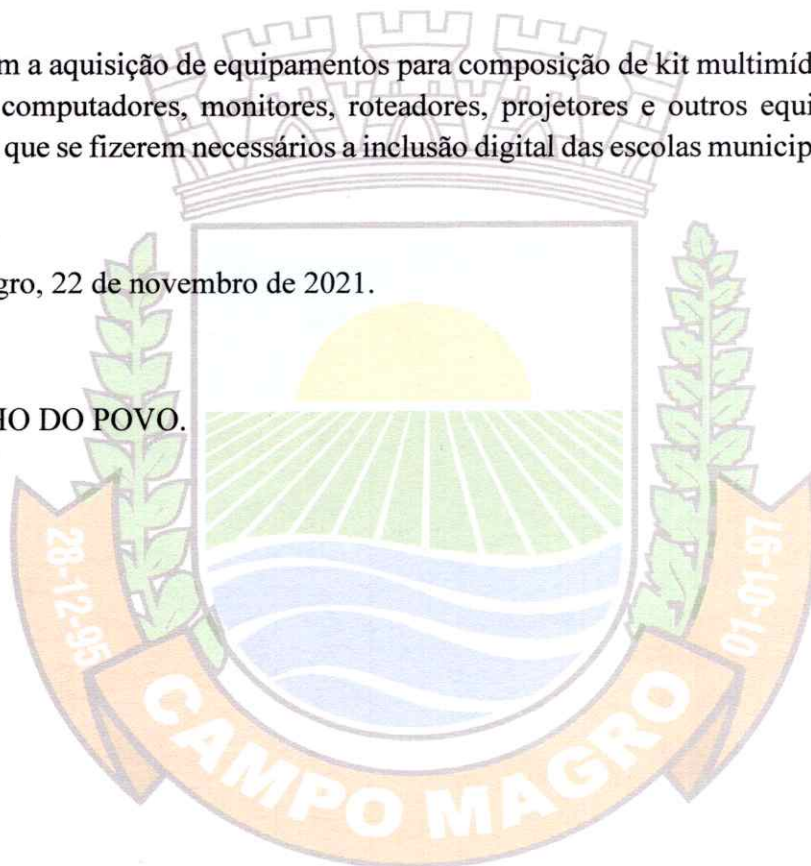 m a aquisição de equipamentos para composição de kit multimíd
computadores, monitores, roteadores, projetores e outros equi
que se fizerem necessários a inclusão digital das escolas municip
gro, 22 de novembro de 2021.
HO DO POVO.
28-12-95
01-01-97
CAMPO MAGRO